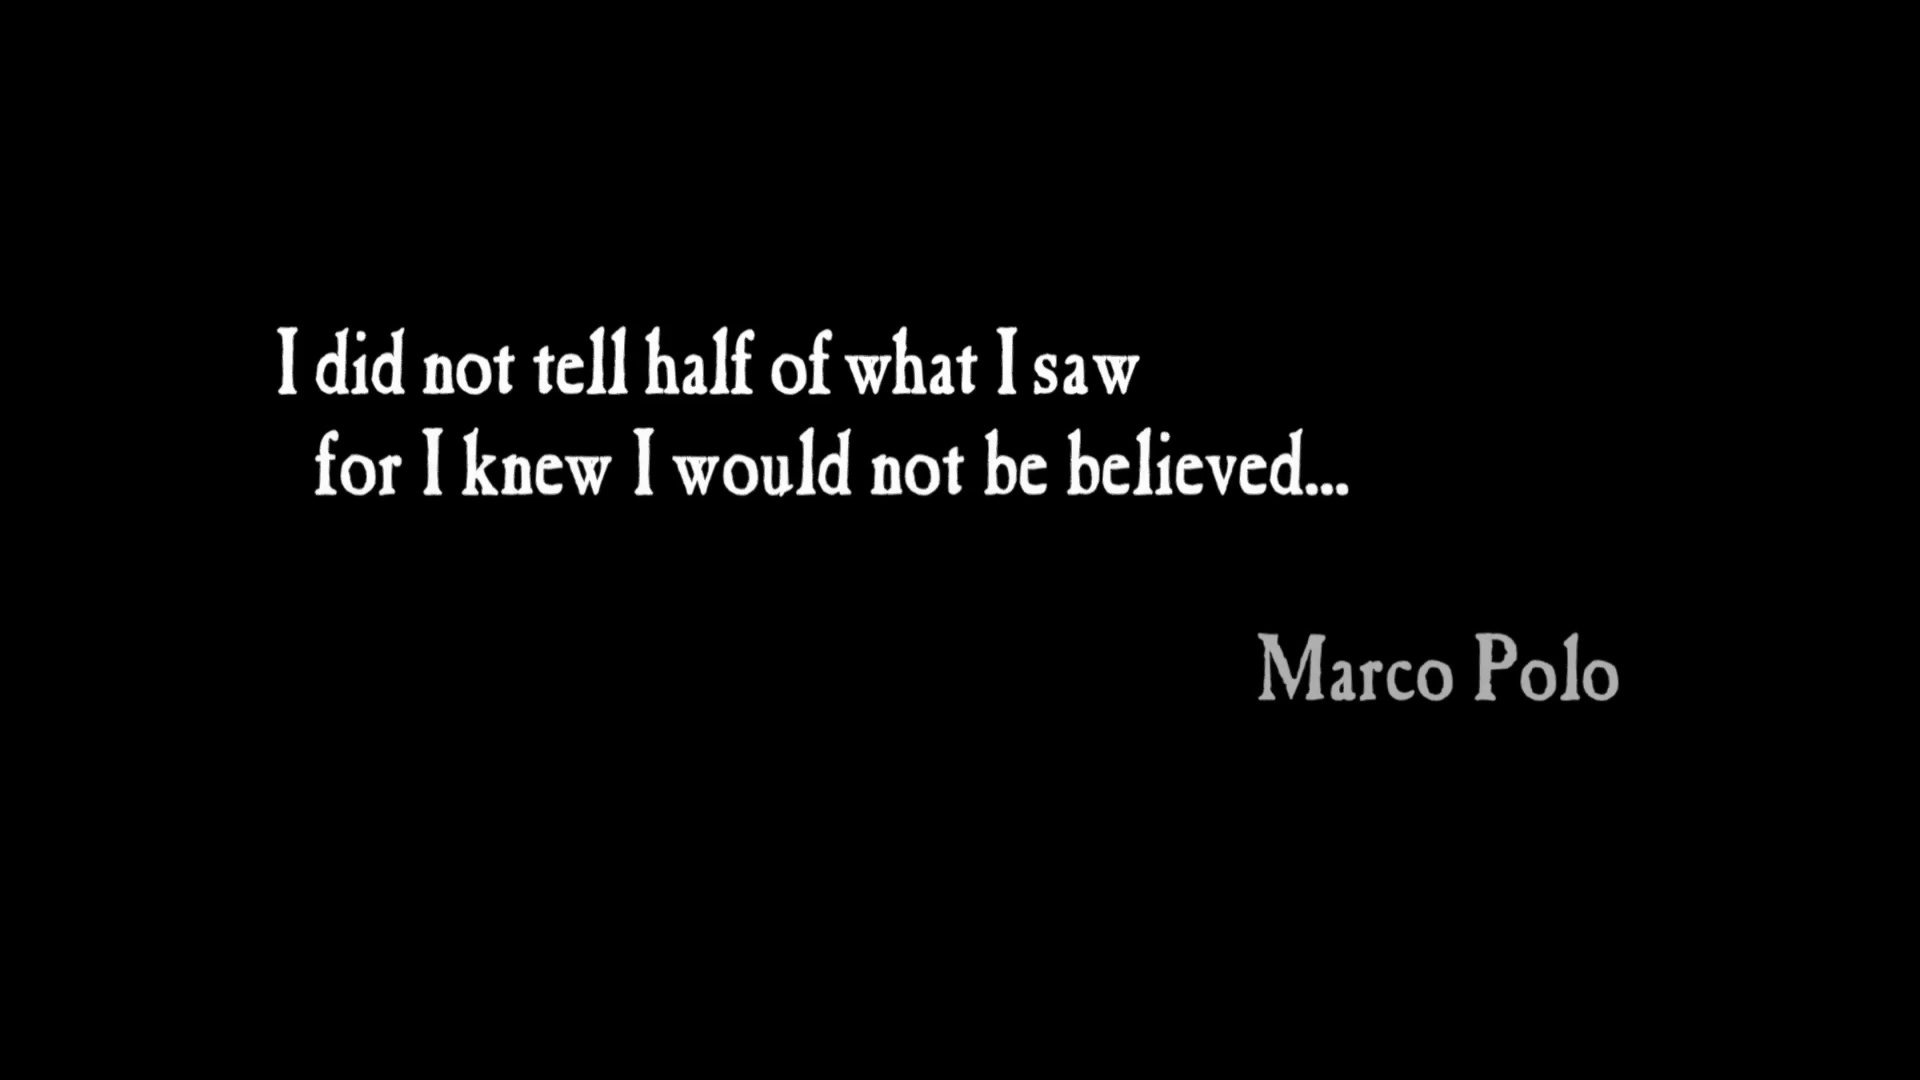 I did not tell half of what I saw
for I knew I would not be believed...
Marco Polo